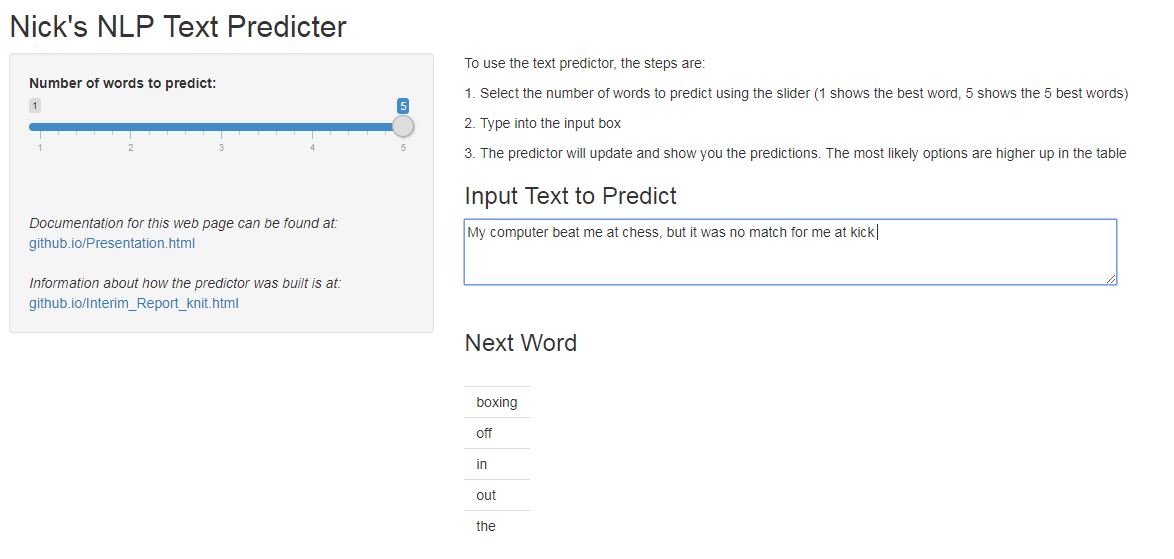 Nick's NLP Text Predicter
Number of words to predict:
1
5
1 2 3 4 5
Documentation for this web page can be found at:
github.io/Presentation.html
Information about how the predictor was built is at:
github.io/Interim_Report_knit.html
To use the text predictor, the steps are:
1. Select the number of words to predict using the slider (1 shows the best word, 5 shows the 5 best words)
2. Type into the input box
3. The predictor will update and show you the predictions. The most likely options are higher up in the table
Input Text to Predict
My computer beat me at chess, but it was no match for me at kick
Next Word
boxing
off
in
out
the